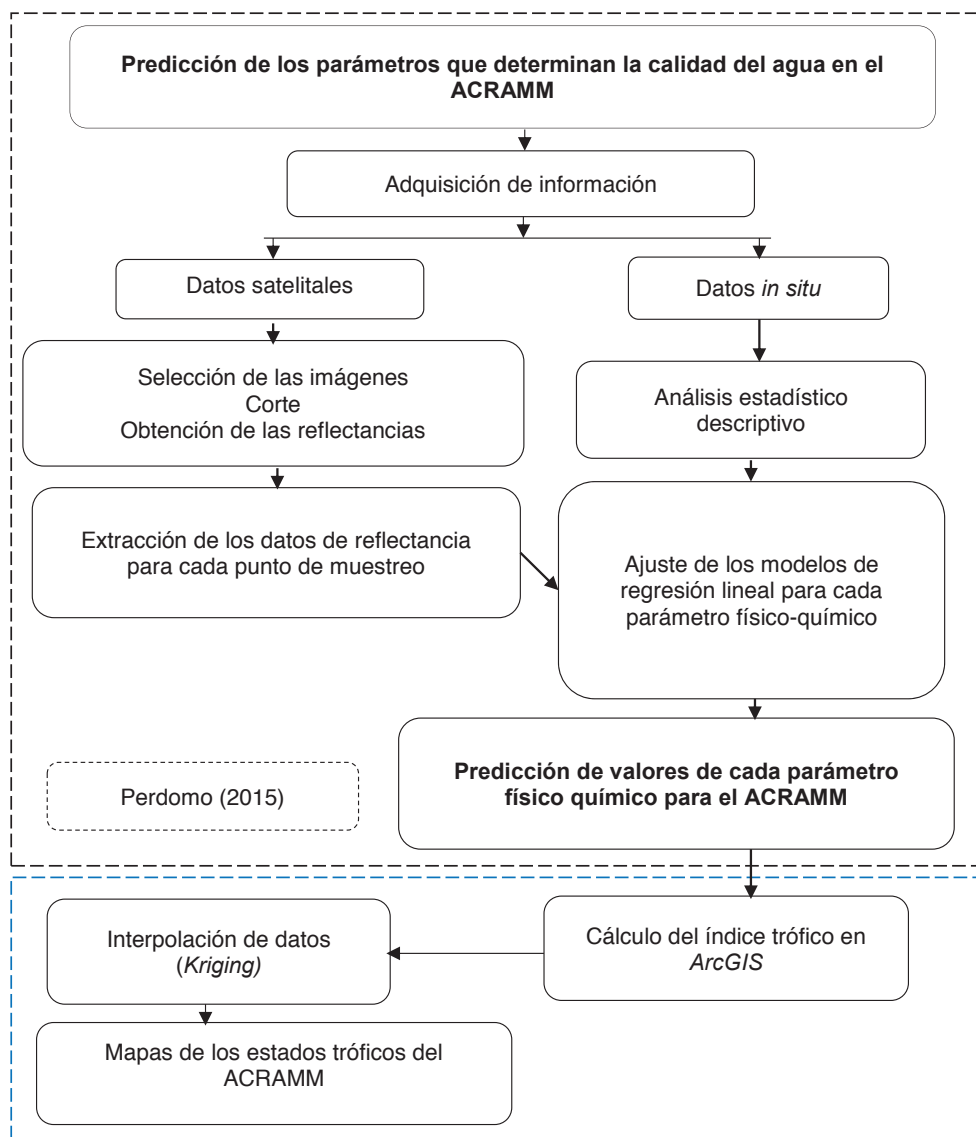 Predicción de los parámetros que determinan la calidad del agua en el
ACRAMM
Adquisición de información
Datos satelitales
Datos in situ
Selección de las imágenes
Corte
Obtención de las reflectancias
Análisis estadístico
descriptivo
Extracción de los datos de reflectancia
para cada punto de muestreo
Ajuste de los modelos de
regresión lineal para cada
parámetro físico-químico
Predicción de valores de cada parámetro
físico químico para el ACRAMM
Perdomo (2015)
Cálculo del índice trófico en
ArcGIS
Interpolación de datos
(Kriging)
Mapas de los estados tróficos del
ACRAMM